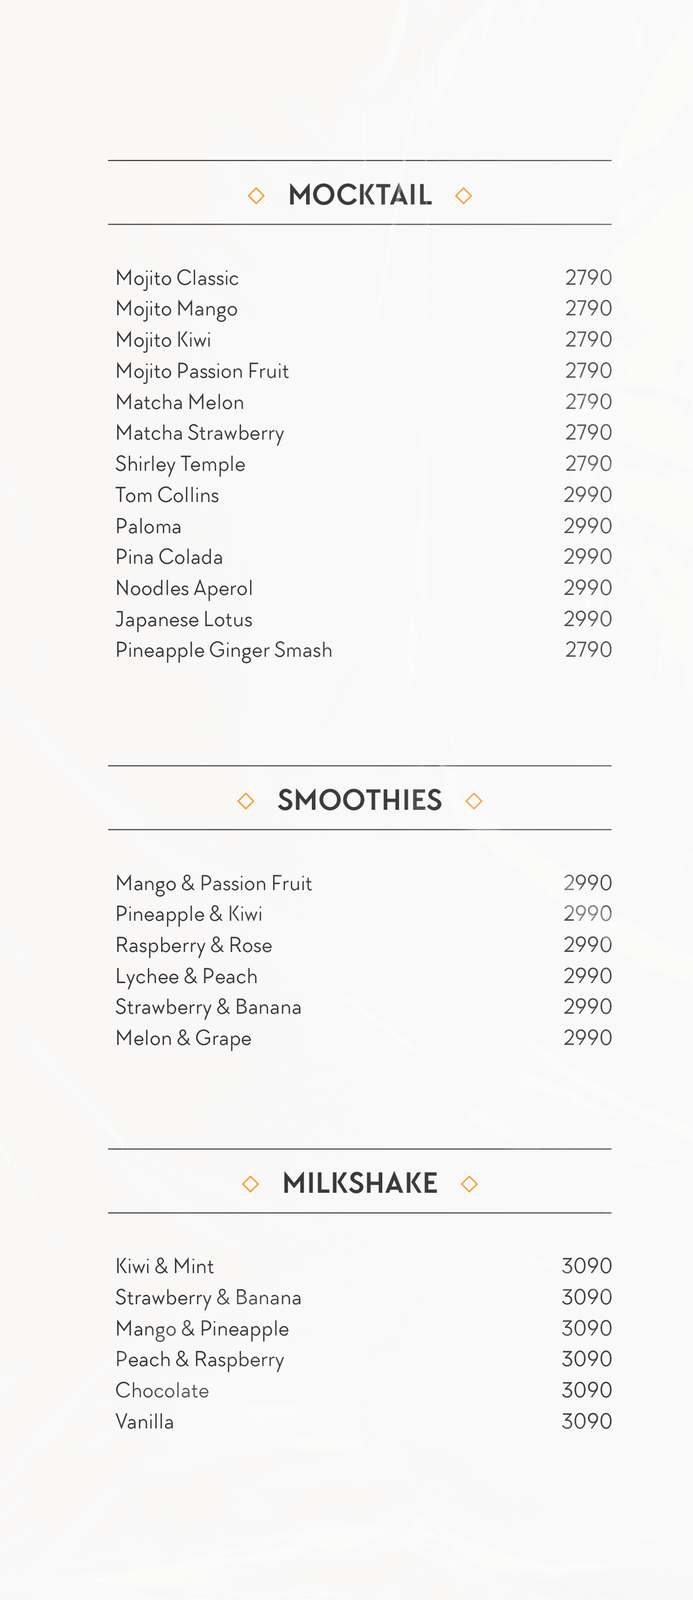 MOCKTAIL
Mojito Classic 2790
Mojito Mango 2790
Mojito Kiwi 2790
Mojito Passion Fruit 2790
Matcha Melon 2790
Matcha Strawberry 2790
Shirley Temple 2790
Tom Collins 2990
Paloma 2990
Pina Colada 2990
Noodles Aperol 2990
Japanese Lotus 2990
Pineapple Ginger Smash 2790
SMOOTHIES
Mango & Passion Fruit 2990
Pineapple & Kiwi 2990
Raspberry & Rose 2990
Lychee & Peach 2990
Strawberry & Banana 2990
Melon & Grape 2990
MILKSHAKE
Kiwi & Mint 3090
Strawberry & Banana 3090
Mango & Pineapple 3090
Peach & Raspberry 3090
Chocolate 3090
Vanilla 3090